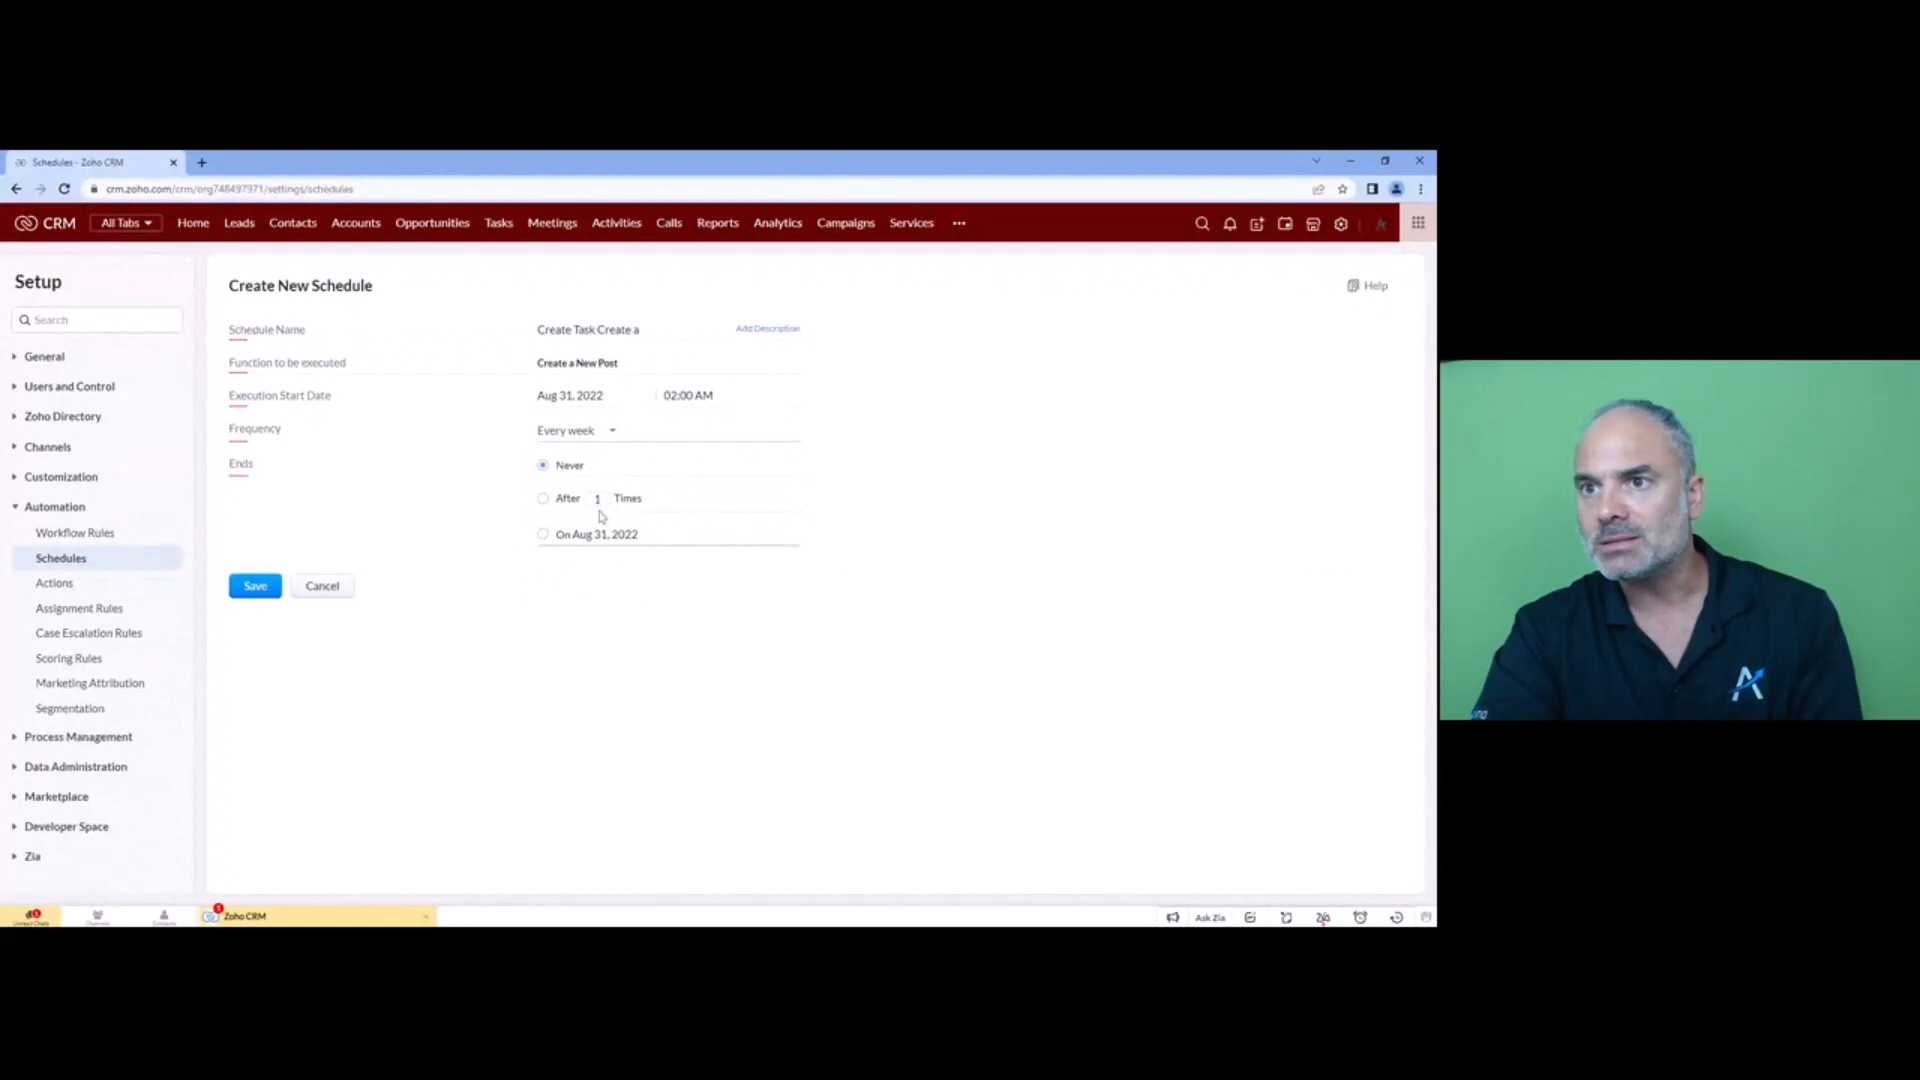 Schedules - Zoho CRM
crm.zoho.com/crm/org748497971/settings/schedules
CRM All Tabs Home Leads Contacts Accounts Opportunities Tasks Meetings Activities Calls Reports Analytics Campaigns Services
Setup
Search
General
Users and Control
Zoho Directory
Channels
Customization
Automation
Workflow Rules
Schedules
Actions
Assignment Rules
Case Escalation Rules
Scoring Rules
Marketing Attribution
Segmentation
Process Management
Data Administration
Marketplace
Developer Space
Zia
Create New Schedule
Help
Schedule Name Create Task Create a Add Description
Function to be executed Create a New Post
Execution Start Date Aug 31, 2022 02:00 AM
Frequency Every week
Ends Never
After 1 Times
On Aug 31, 2022
Save Cancel
Unread Chats Channels Contacts Zoho CRM Ask Zia